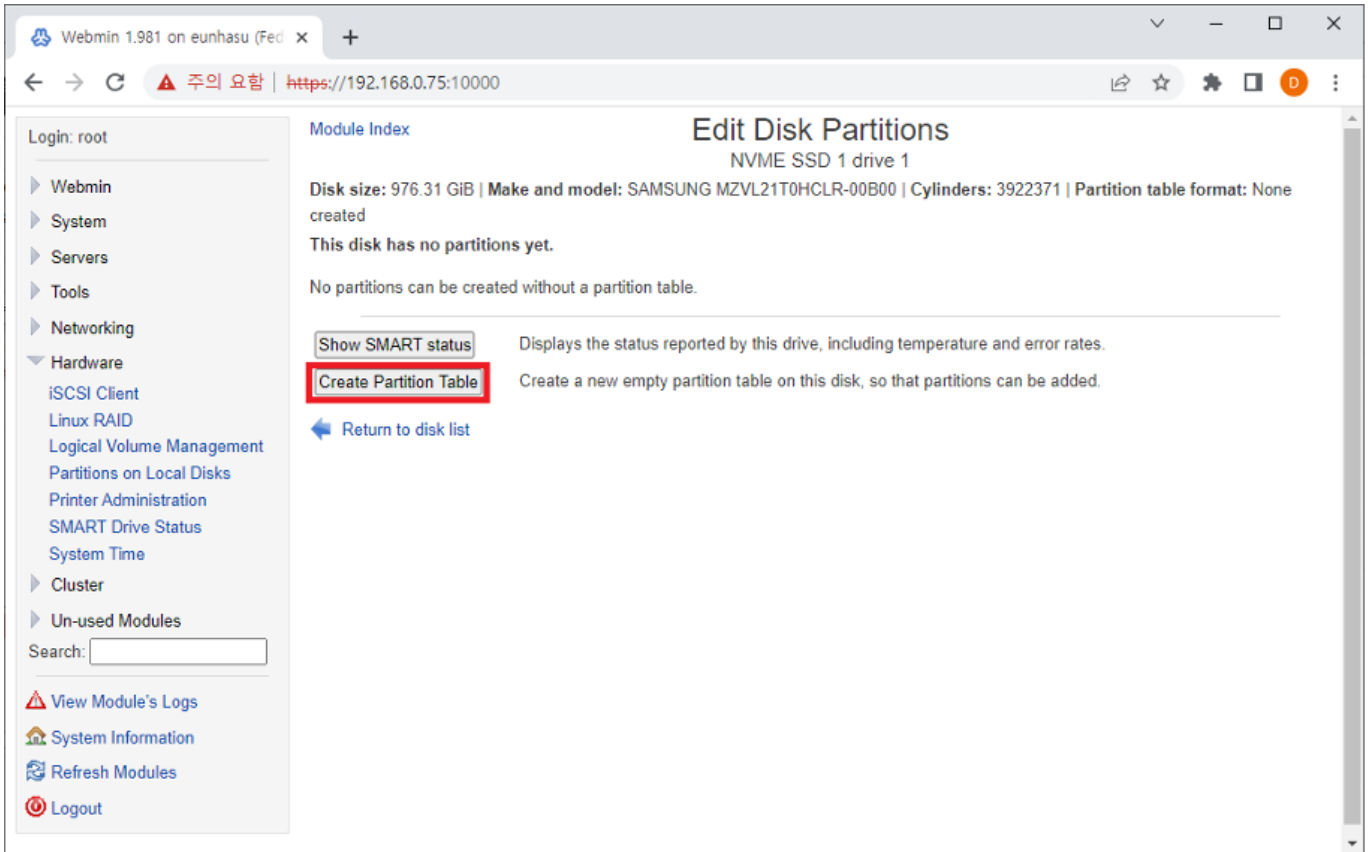 Webmin 1.981 on eunhasu (Fed
주의 요함 https://192.168.0.75:10000
D
Login: root
Webmin
System
Servers
Tools
Networking
Hardware
iSCSI Client
Linux RAID
Logical Volume Management
Partitions on Local Disks
Printer Administration
SMART Drive Status
System Time
Cluster
Un-used Modules
Search:
View Module's Logs
System Information
Refresh Modules
Logout
Module Index
Edit Disk Partitions
NVME SSD 1 drive 1
Disk size: 976.31 GiB | Make and model: SAMSUNG MZVL21T0HCLR-00B00 | Cylinders: 3922371 | Partition table format: None
created
This disk has no partitions yet.
No partitions can be created without a partition table.
Show SMART status Displays the status reported by this drive, including temperature and error rates.
Create Partition Table Create a new empty partition table on this disk, so that partitions can be added.
Return to disk list